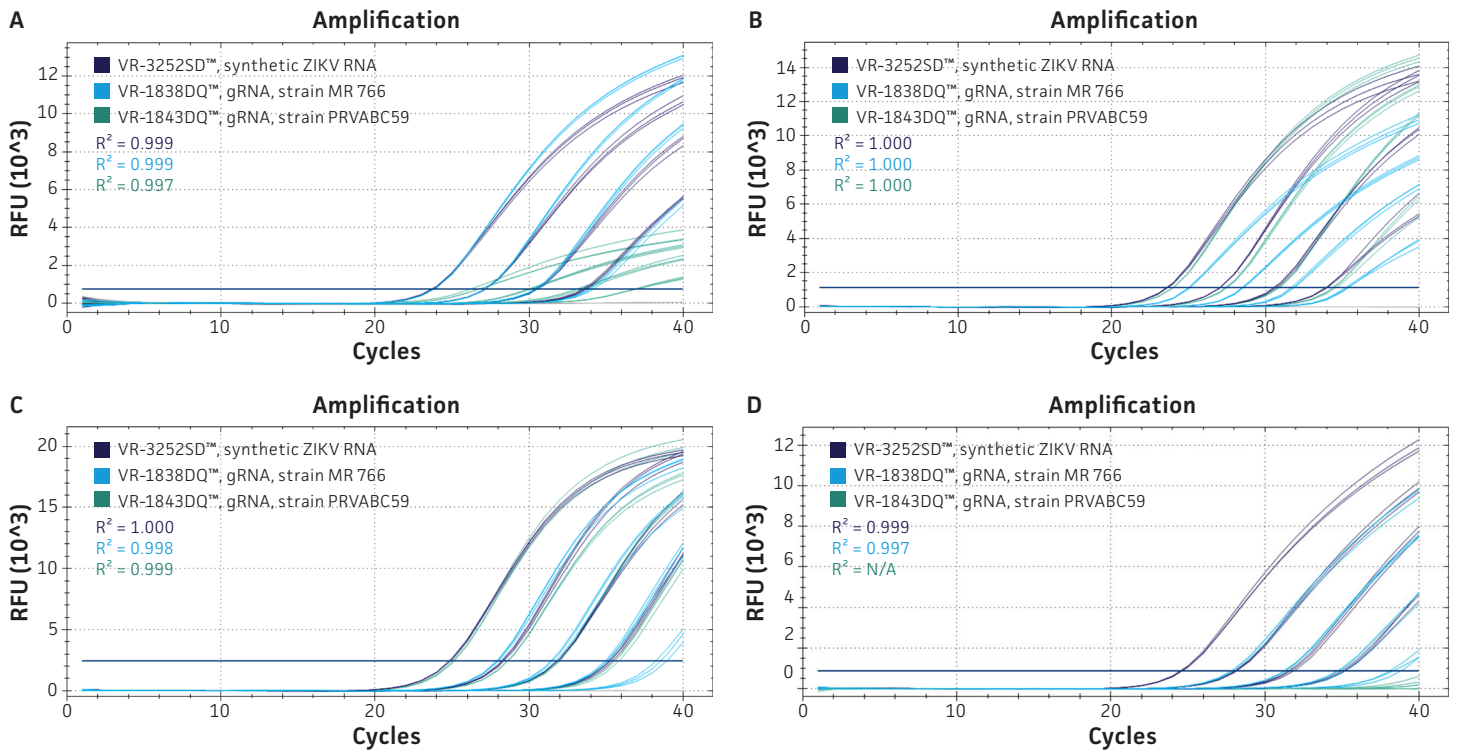 A
Amplification
RFU (10^3)
12
10
8
6
4
2
0
VR-3252SD™, synthetic ZIKV RNA
VR-1838DQ™, gRNA, strain MR 766
VR-1843DQ™, gRNA, strain PRVABC59
R² = 0.999
R² = 0.999
R² = 0.997
0 10 20 30 40
Cycles
B
Amplification
RFU (10^3)
14
12
10
8
6
4
2
0
VR-3252SD™, synthetic ZIKV RNA
VR-1838DQ™, gRNA, strain MR 766
VR-1843DQ™, gRNA, strain PRVABC59
R² = 1.000
R² = 1.000
R² = 1.000
0 10 20 30 40
Cycles
C
Amplification
RFU (10^3)
20
15
10
5
0
VR-3252SD™, synthetic ZIKV RNA
VR-1838DQ™, gRNA, strain MR 766
VR-1843DQ™, gRNA, strain PRVABC59
R² = 1.000
R² = 0.998
R² = 0.999
0 10 20 30 40
Cycles
D
Amplification
RFU (10^3)
12
12
10
8
6
4
2
0
VR-3252SD™, synthetic ZIKV RNA
VR-1838DQ™, gRNA, strain MR 766
VR-1843DQ™, gRNA, strain PRVABC59
R² = 0.999
R² = 0.997
R² = N/A
0 10 20 30 40
Cycles